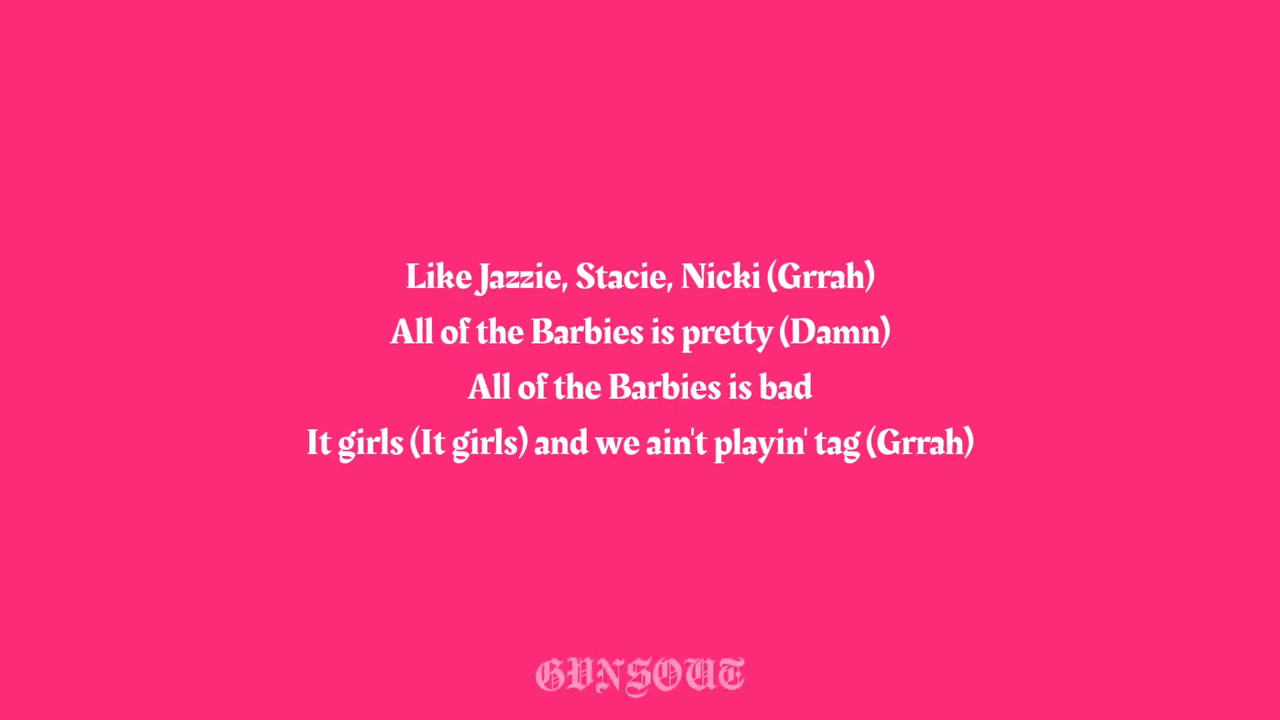 Like Jazzie, Stacie, Nicki (Grrah)
All of the Barbies is pretty (Damn)
All of the Barbies is bad
It girls (It girls) and we ain't playin' tag (Grrah)
GVNSOUT